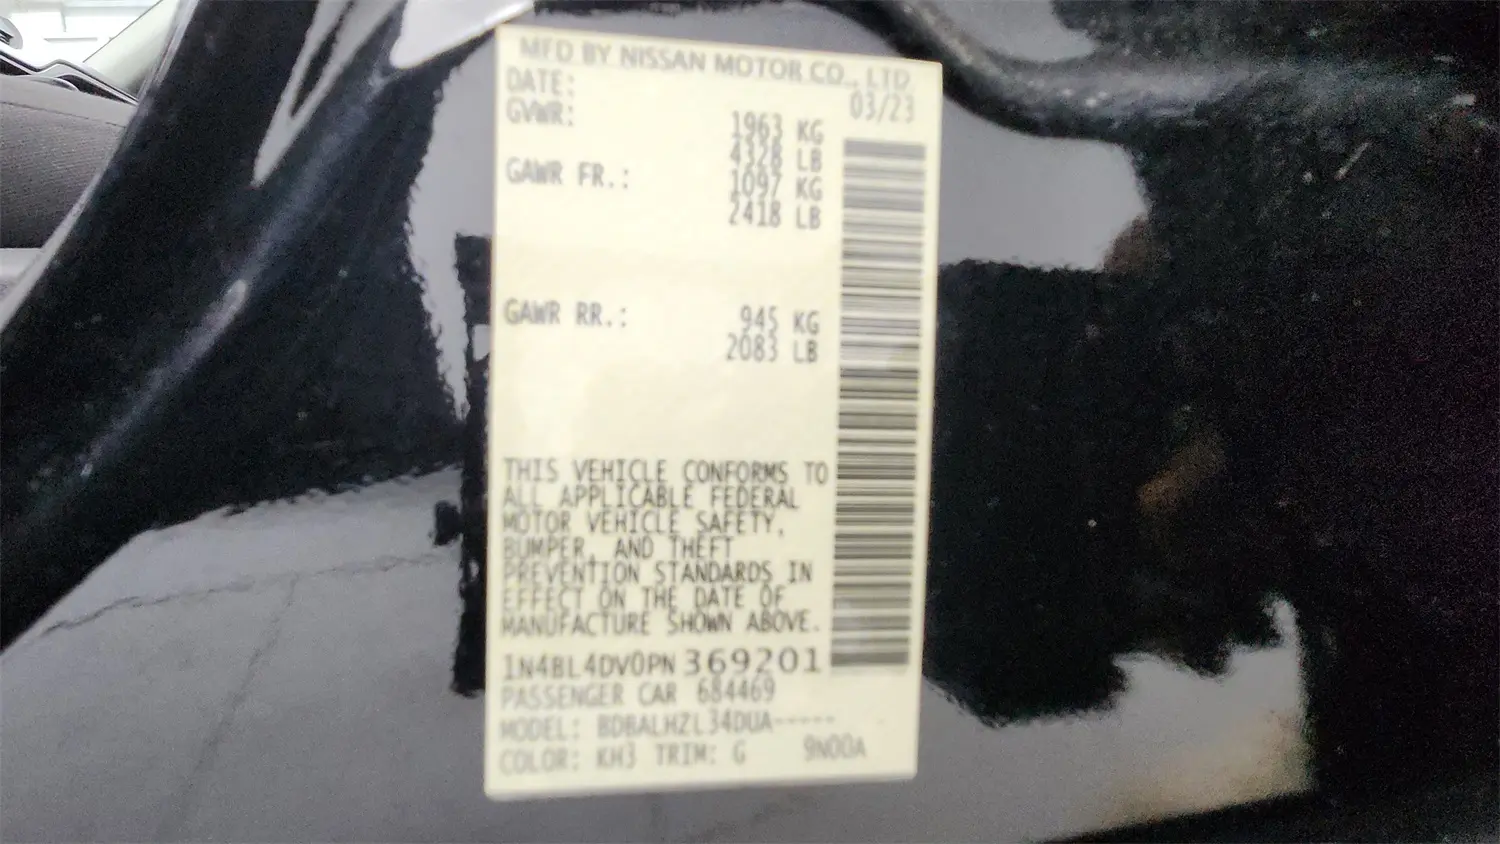 MFD BY NISSAN MOTOR CO., LTD.
DATE: 03/23
GVWR: 1963 KG
4328 LB
GAWR FR.: 1097 KG
2418 LB
GAWR RR.: 945 KG
2083 LB
THIS VEHICLE CONFORMS TO
ALL APPLICABLE FEDERAL
MOTOR VEHICLE SAFETY,
BUMPER, AND THEFT
PREVENTION STANDARDS IN
EFFECT ON THE DATE OF
MANUFACTURE SHOWN ABOVE.
1N4BL4DV0PN369201
PASSENGER CAR 684469
MODEL: BDBALHZL34DUA-----
COLOR: KH3 TRIM: G 9N00A